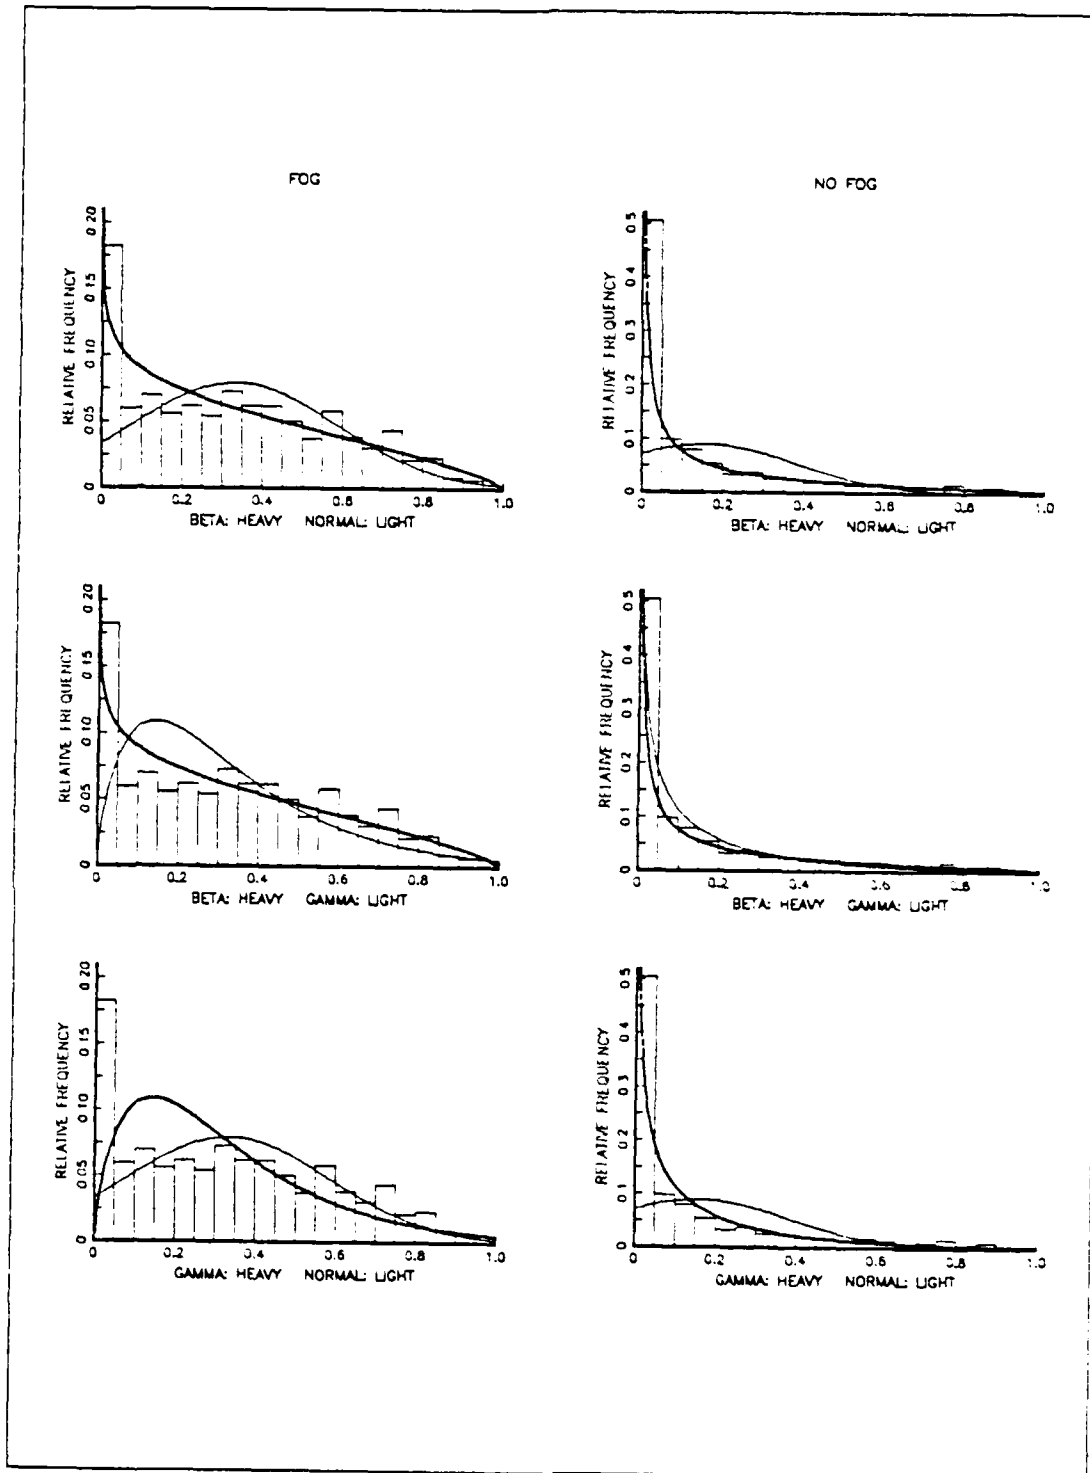 FOG
NO FOG
RELATIVE FREQUENCY
0 0.05 0.10 0.15 0.20
0 0.2 0.4 0.6 0.8 1.0
BETA: HEAVY NORMAL: LIGHT
RELATIVE FREQUENCY
0 0.1 0.2 0.3 0.4 0.5
0 0.2 0.4 0.6 0.8 1.0
BETA: HEAVY NORMAL: LIGHT
RELATIVE FREQUENCY
0 0.05 0.10 0.15 0.20
0 0.2 0.4 0.6 0.8 1.0
BETA: HEAVY GAMMA: LIGHT
RELATIVE FREQUENCY
0 0.1 0.2 0.3 0.4 0.5
0 0.2 0.4 0.6 0.8 1.0
BETA: HEAVY GAMMA: LIGHT
RELATIVE FREQUENCY
0 0.05 0.10 0.15 0.20
0 0.2 0.4 0.6 0.8 1.0
GAMMA: HEAVY NORMAL: LIGHT
RELATIVE FREQUENCY
0 0.1 0.2 0.3 0.4 0.5
0 0.2 0.4 0.6 0.8 1.0
GAMMA: HEAVY NORMAL: LIGHT